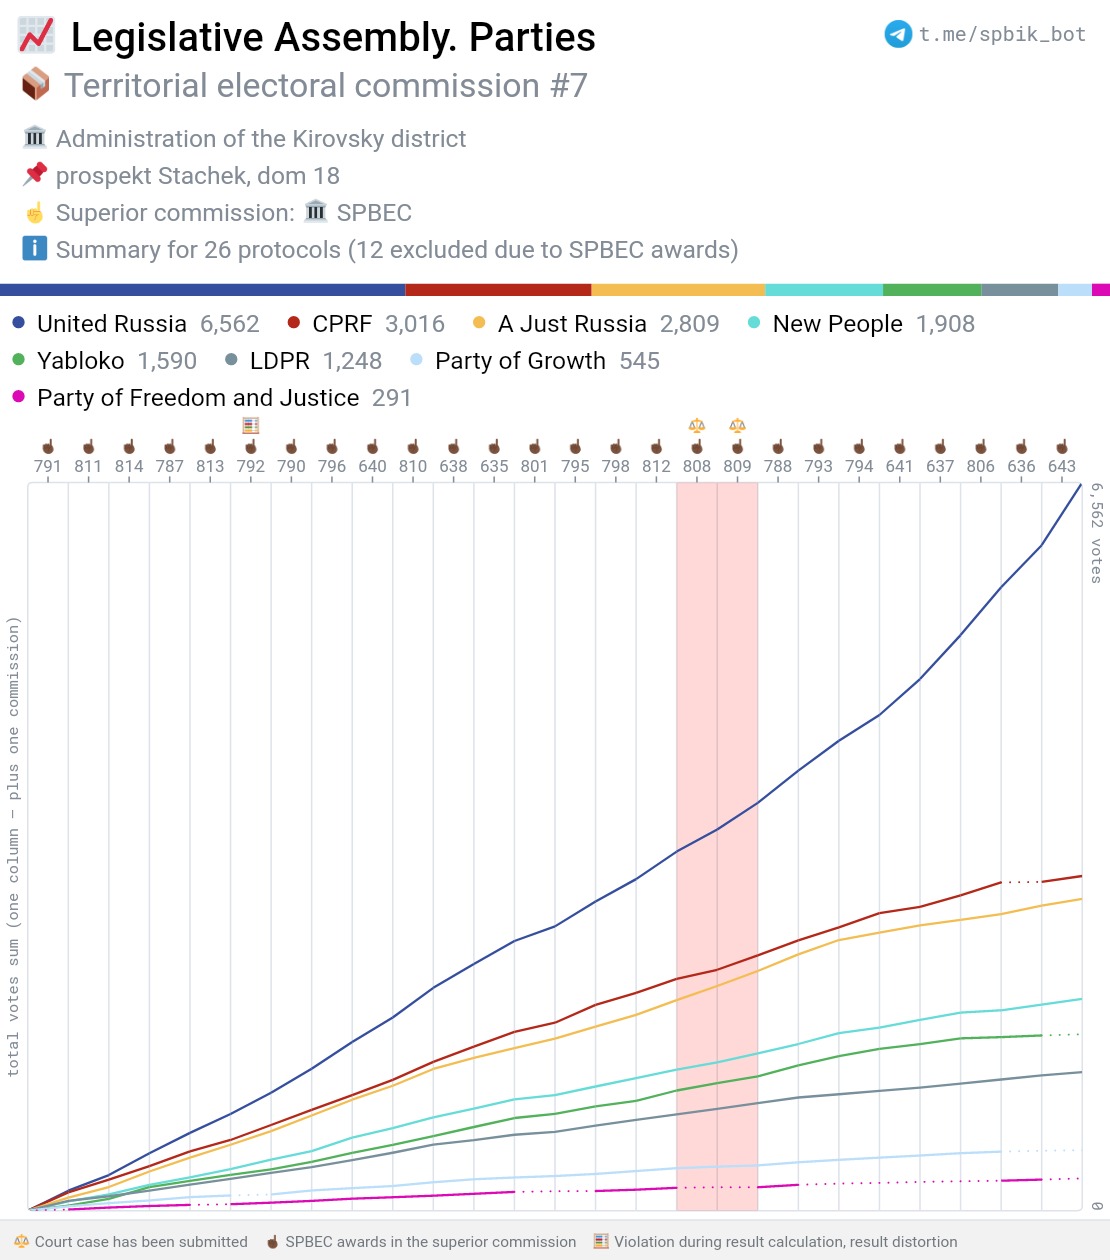 Legislative Assembly. Parties
t.me/spbik_bot
Territorial electoral commission #7
Administration of the Kirovsky district
prospekt Stachek, dom 18
Superior commission: SPBEC
Summary for 26 protocols (12 excluded due to SPBEC awards)
United Russia 6,562 CPRF 3,016 A Just Russia 2,809 New People 1,908
Yabloko 1,590 LDPR 1,248 Party of Growth 545
Party of Freedom and Justice 291
791 811 814 787 813 792 790 796 640 810 638 635 801 795 798 812 808 809 788 793 794 641 637 806 636 643
6,562 votes
total votes sum (one column — plus one commission)
0
Court case has been submitted SPBEC awards in the superior commission Violation during result calculation, result distortion